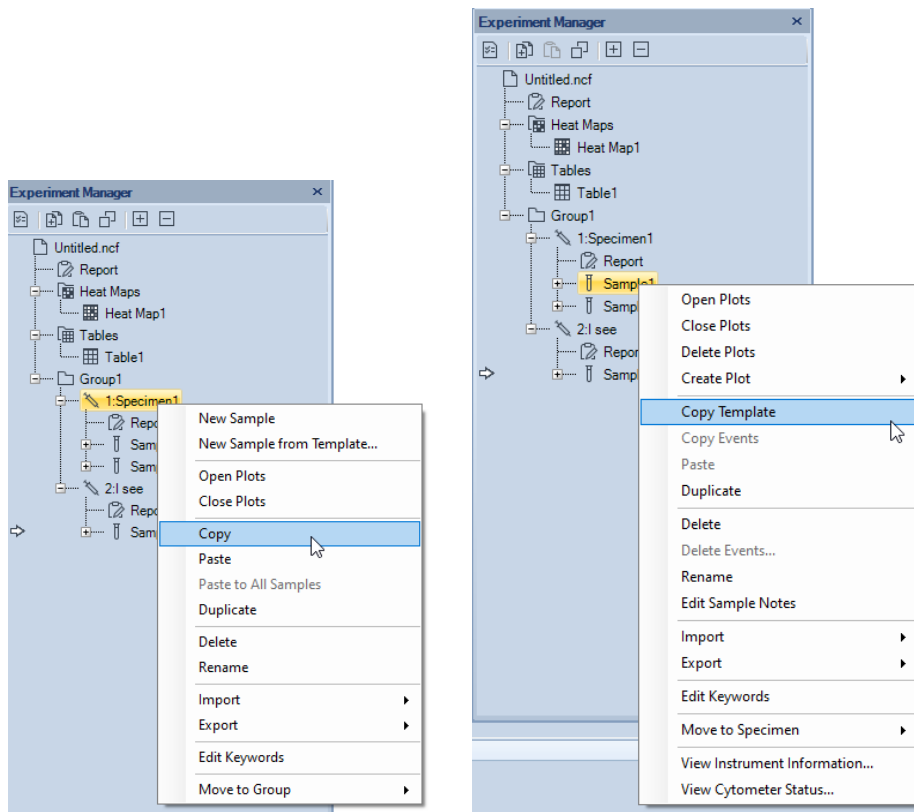 Experiment Manager
Untitled.ncf
Report
Heat Maps
Heat Map1
Tables
Table1
Group1
1:Specimen1
Repo
Sam
Sam
2:I see
Repo
Sam
New Sample
New Sample from Template...
Open Plots
Close Plots
Copy
Paste
Paste to All Samples
Duplicate
Delete
Rename
Import
Export
Edit Keywords
Move to Group
Experiment Manager
Untitled.ncf
Report
Heat Maps
Heat Map1
Tables
Table1
Group1
1:Specimen1
Report
Sample1
Samp
2:I see
Repor
Samp
Open Plots
Close Plots
Delete Plots
Create Plot
Copy Template
Copy Events
Paste
Duplicate
Delete
Delete Events...
Rename
Edit Sample Notes
Import
Export
Edit Keywords
Move to Specimen
View Instrument Information...
View Cytometer Status...